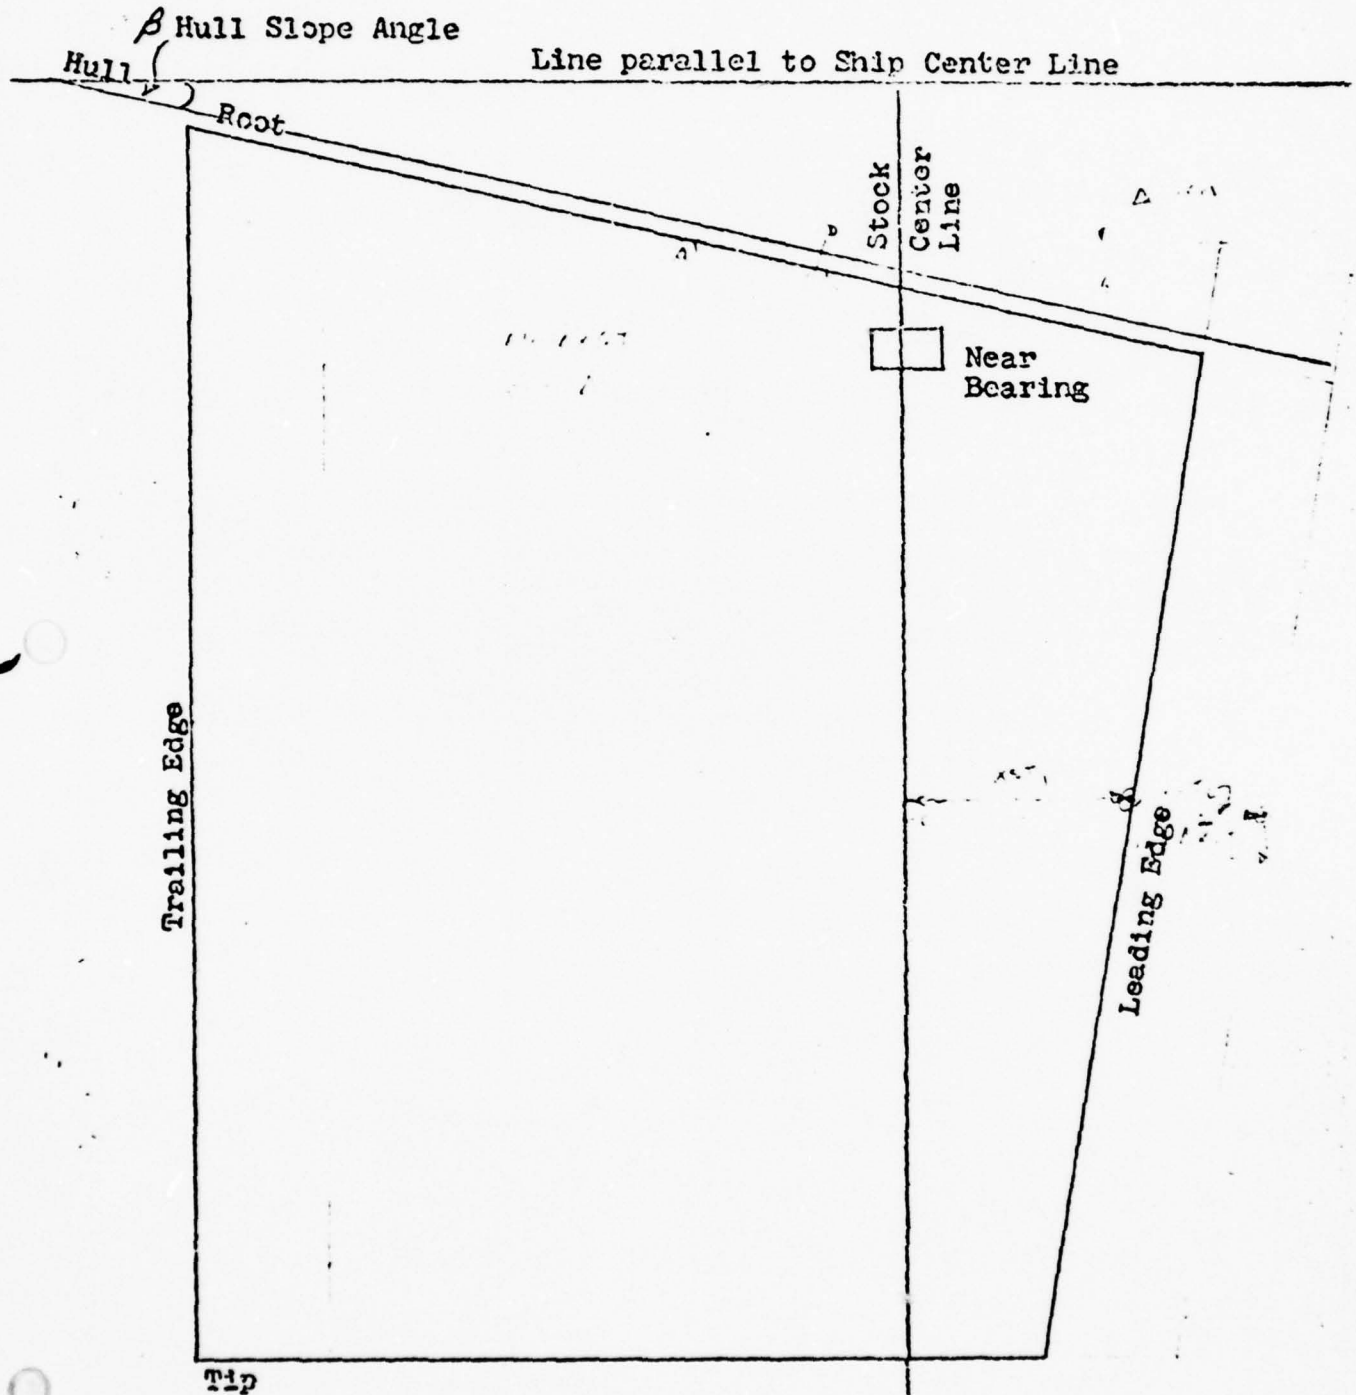 β Hull Slope Angle
Line parallel to Ship Center Line
Hull
Root
Stock
Center
Line
Near
Bearing
Trailing Edge
Leading Edge
Tip